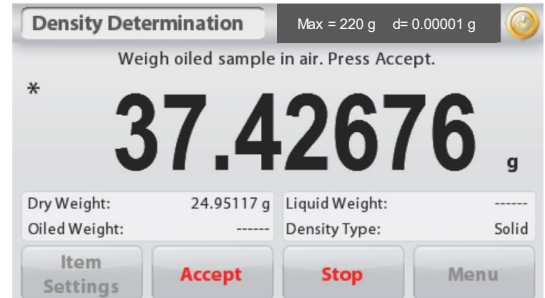 Density Determination Max = 220 g d= 0.00001 g
Weigh oiled sample in air. Press Accept.
*
37.42676 g
Dry Weight: 24.95117 g Liquid Weight: ------
Oiled Weight: ------ Density Type: Solid
Item Settings Accept Stop Menu